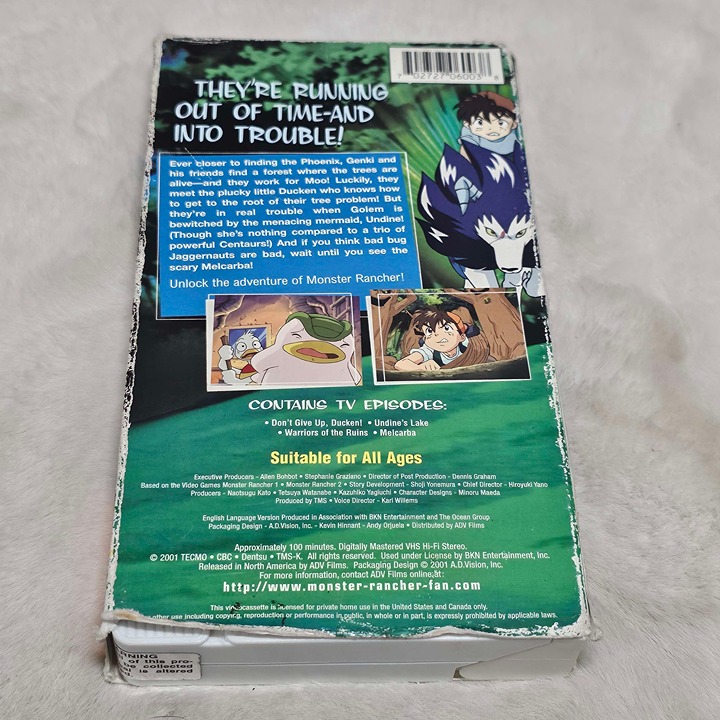 7 02727 06003 8
THEY'RE RUNNING
OUT OF TIME-AND
INTO TROUBLE!
Ever closer to finding the Phoenix, Genki and
his friends find a forest where the trees are
alive—and they work for Moo! Luckily, they
meet the plucky little Ducken who knows how
to get to the root of their tree problem! But
they're in real trouble when Golem is
bewitched by the menacing mermaid, Undine!
(Though she's nothing compared to a trio of
powerful Centaurs!) And if you think bad bug
Jaggernauts are bad, wait until you see the
scary Melcarba!
Unlock the adventure of Monster Rancher!
CONTAINS TV EPISODES:
• Don't Give Up, Ducken! • Undine's Lake
• Warriors of the Ruins • Melcarba
Suitable for All Ages
Executive Producers - Allen Bohbot • Stephanie Graziano • Director of Post Production - Dennis Graham
Based on the Video Games Monster Rancher 1 • Monster Rancher 2 • Story Development - Shoji Yonemura • Chief Director - Hiroyuki Yano
Producers - Naotsugu Kato • Tetsuya Watanabe • Kazuhiko Yagiuchi • Character Designs - Minoru Maeda
Produced by TMS • Voice Director - Karl Willems
English Language Version Produced in Association with BKN Entertainment and The Ocean Group
Packaging Design - A.D.Vision, Inc. - Kevin Hinnant - Andy Orjuela • Distributed by ADV Films
Approximately 100 minutes. Digitally Mastered VHS Hi-Fi Stereo.
© 2001 TECMO • CBC • Dentsu • TMS-K. All rights reserved. Used under License by BKN Entertainment, Inc.
Released in North America by ADV Films. Packaging Design © 2001 A.D.Vision, Inc.
For more information, contact ADV Films online at:
http://www.monster-rancher-fan.com
This videocassette is licensed for private home use in the United States and Canada only.
other use including copying, reproduction or performance in public, in whole or in part, is expressly prohibited by applicable laws.
of this pro-
be collected
is altered